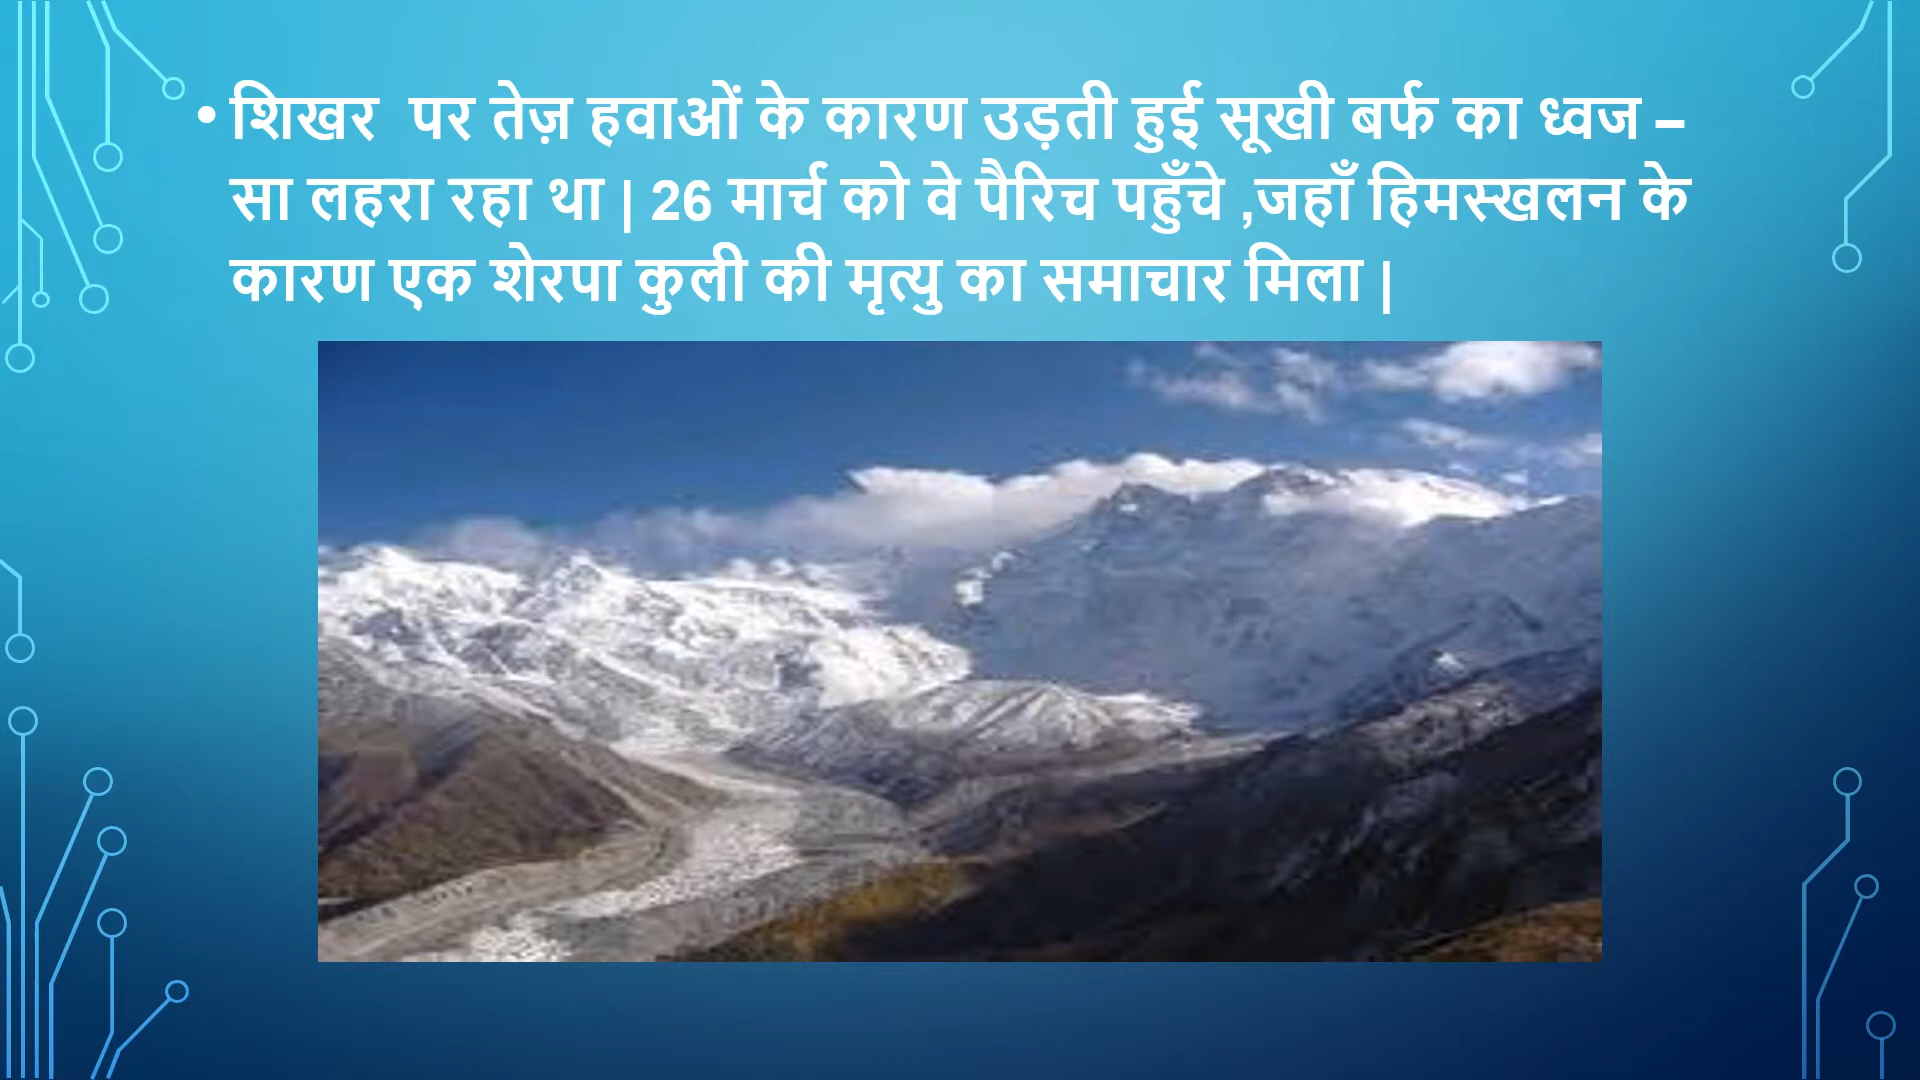 • शिखर पर तेज़ हवाओं के कारण उड़ती हुई सूखी बर्फ का ध्वज –
सा लहरा रहा था | 26 मार्च को वे पैरिच पहुँचे ,जहाँ हिमस्खलन के
कारण एक शेरपा कुली की मृत्यु का समाचार मिला |